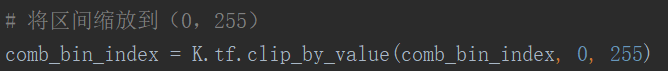 # 将区间缩放到（0，255）
comb_bin_index = K.tf.clip_by_value(comb_bin_index, 0, 255)